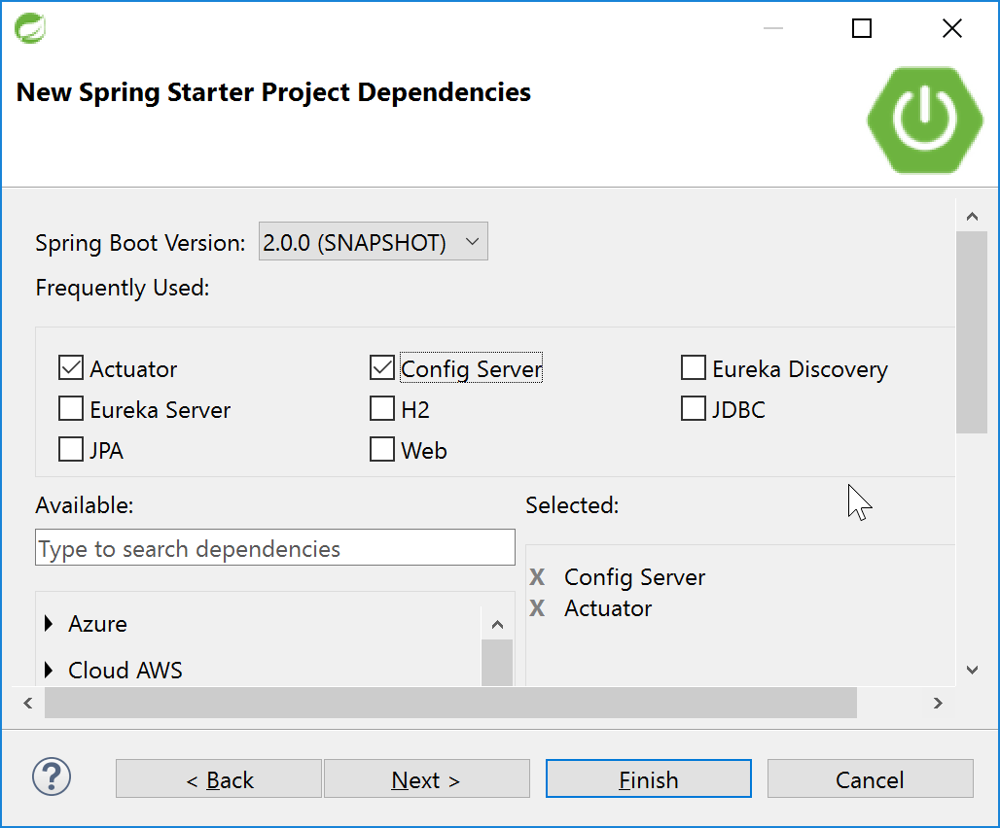 New Spring Starter Project Dependencies
Spring Boot Version: 2.0.0 (SNAPSHOT)
Frequently Used:
Actuator Config Server Eureka Discovery
Eureka Server H2 JDBC
JPA Web
Available: Selected:
Type to search dependencies
X Config Server
X Actuator
Azure
Cloud AWS
? < Back Next > Finish Cancel